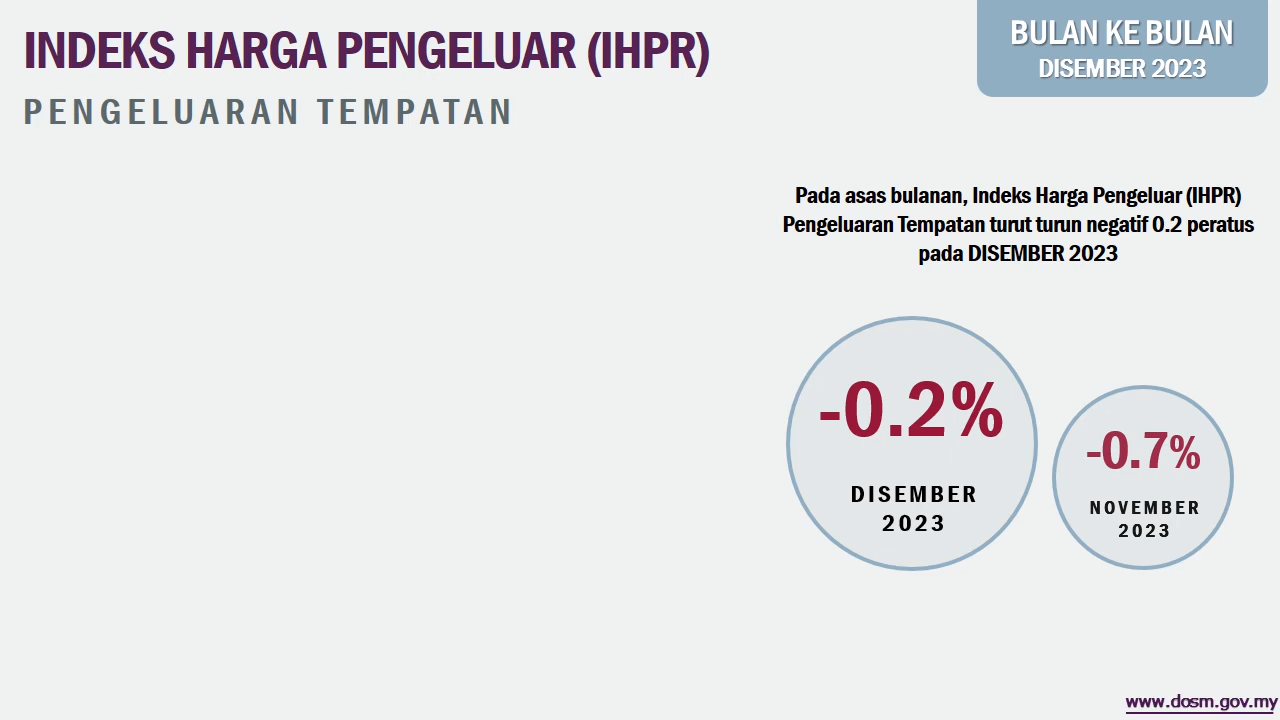 INDEKS HARGA PENGELUAR (IHPR)
PENGELUARAN TEMPATAN
BULAN KE BULAN
DISEMBER 2023
Pada asas bulanan, Indeks Harga Pengeluar (IHPR)
Pengeluaran Tempatan turut turun negatif 0.2 peratus
pada DISEMBER 2023
-0.2%
DISEMBER
2023
-0.7%
NOVEMBER
2023
www.dosm.gov.my